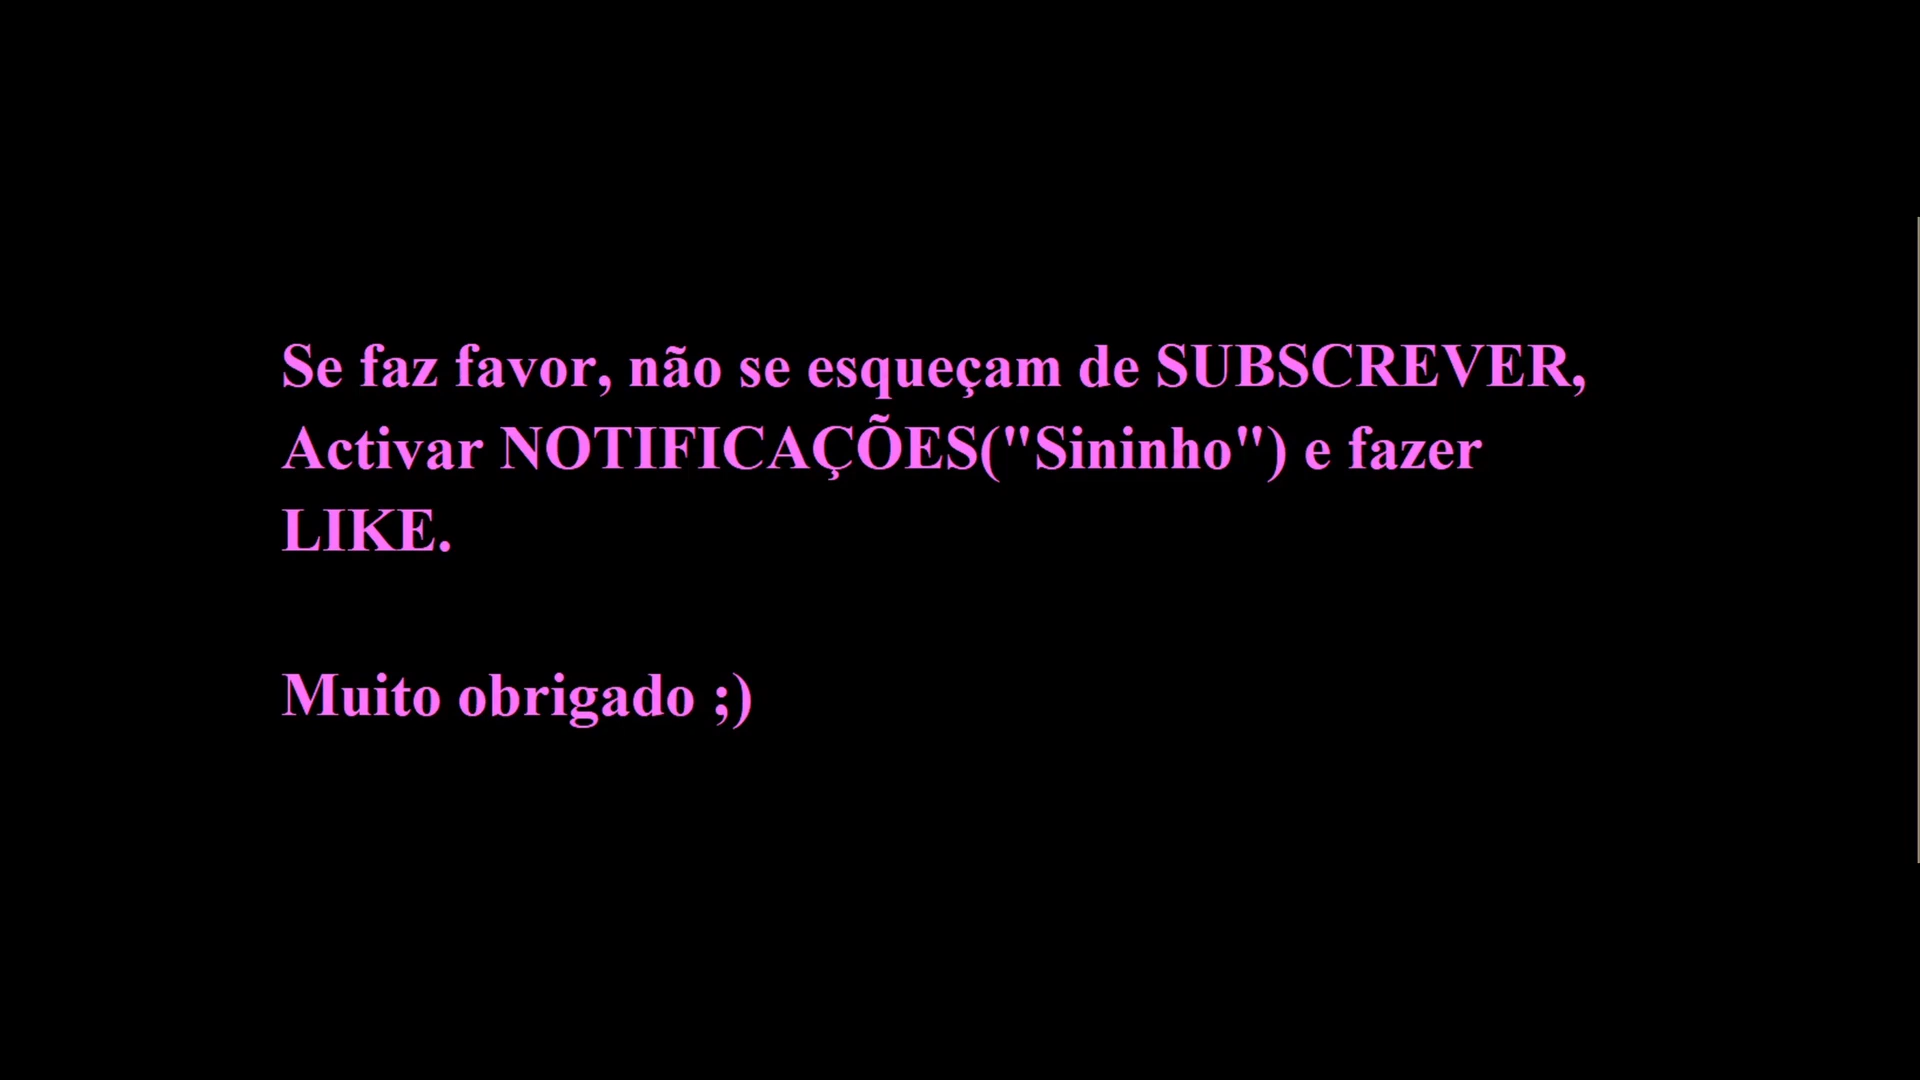 Se faz favor, não se esqueçam de SUBSCREVER,
Activar NOTIFICAÇÕES("Sininho") e fazer
LIKE.
Muito obrigado ;)